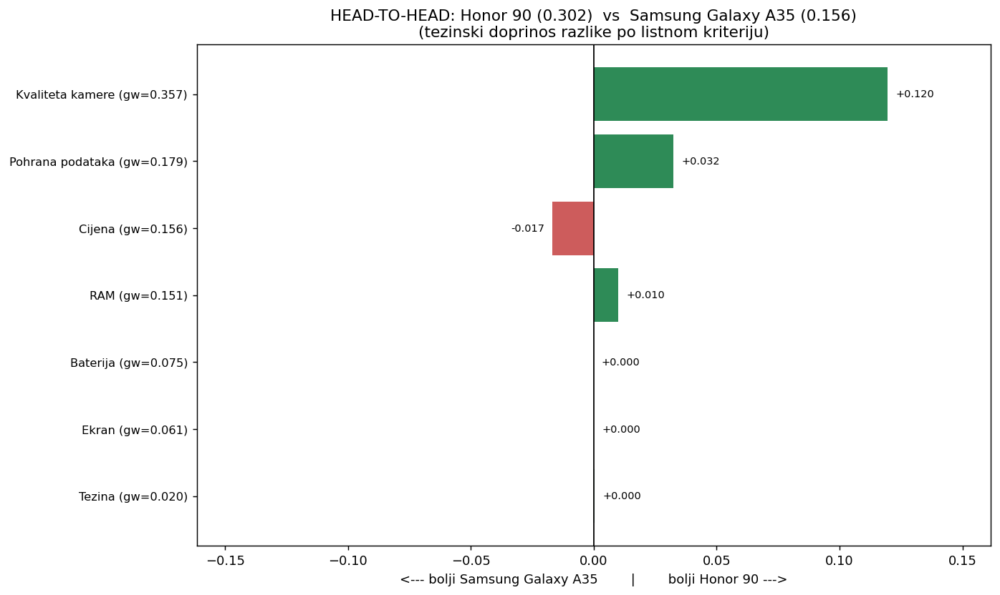 HEAD-TO-HEAD: Honor 90 (0.302)  vs  Samsung Galaxy A35 (0.156)
(tezinski doprinos razlike po listnom kriteriju)
Kvaliteta kamere (gw=0.357)
+0.120
Pohrana podataka (gw=0.179)
+0.032
Cijena (gw=0.156)
-0.017
RAM (gw=0.151)
+0.010
Baterija (gw=0.075)
+0.000
Ekran (gw=0.061)
+0.000
Tezina (gw=0.020)
+0.000
−0.15 −0.10 −0.05 0.00 0.05 0.10 0.15
<--- bolji Samsung Galaxy A35 | bolji Honor 90 --->